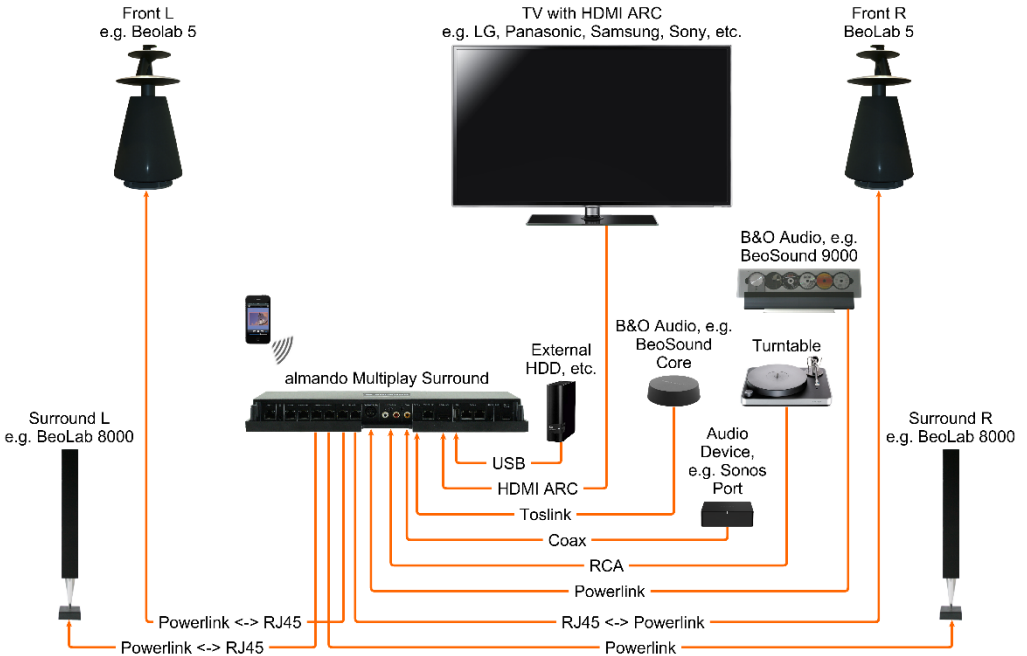 Front L
e.g. Beolab 5
TV with HDMI ARC
e.g. LG, Panasonic, Samsung, Sony, etc.
Front R
BeoLab 5
B&O Audio, e.g.
BeoSound 9000
B&O Audio, e.g.
BeoSound
Core
Turntable
External
HDD, etc.
almando Multiplay Surround
Surround L
e.g. BeoLab 8000
Surround R
e.g. BeoLab 8000
Audio
Device,
e.g. Sonos
Port
USB
HDMI ARC
Toslink
Coax
RCA
Powerlink
Powerlink <-> RJ45
RJ45 <-> Powerlink
Powerlink <-> RJ45
Powerlink